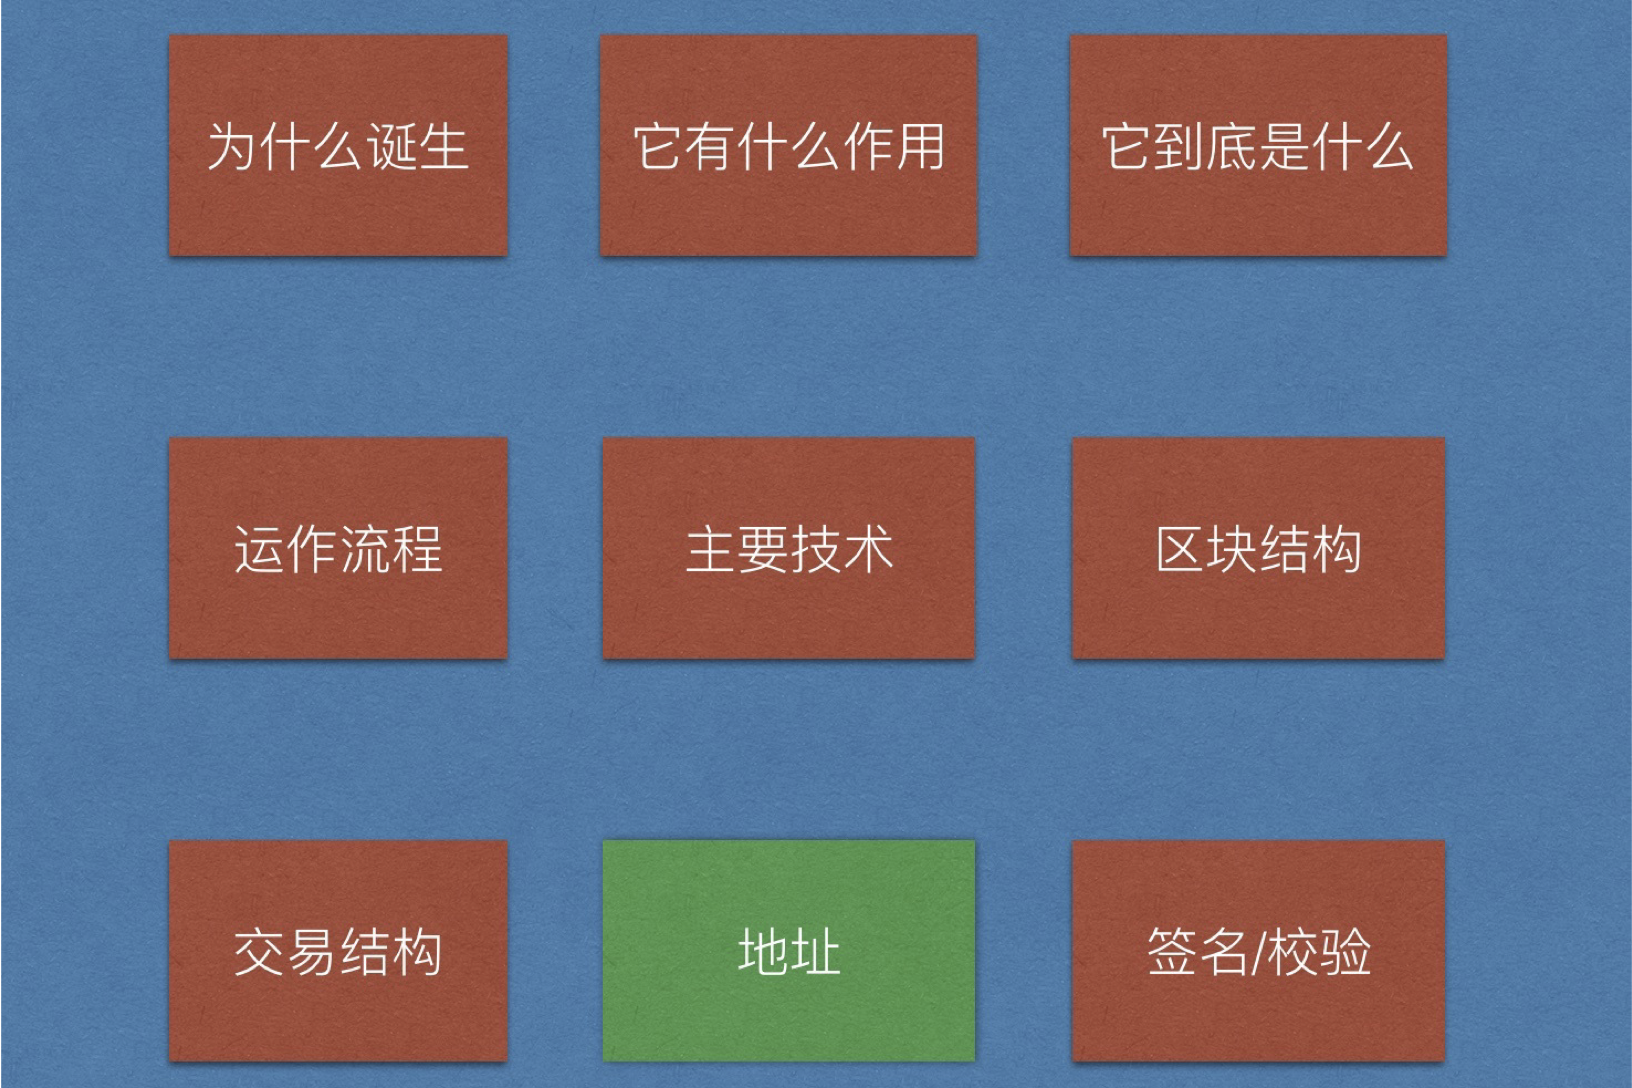 为什么诞生
它有什么作用
它到底是什么
运作流程
主要技术
区块结构
交易结构
地址
签名/校验